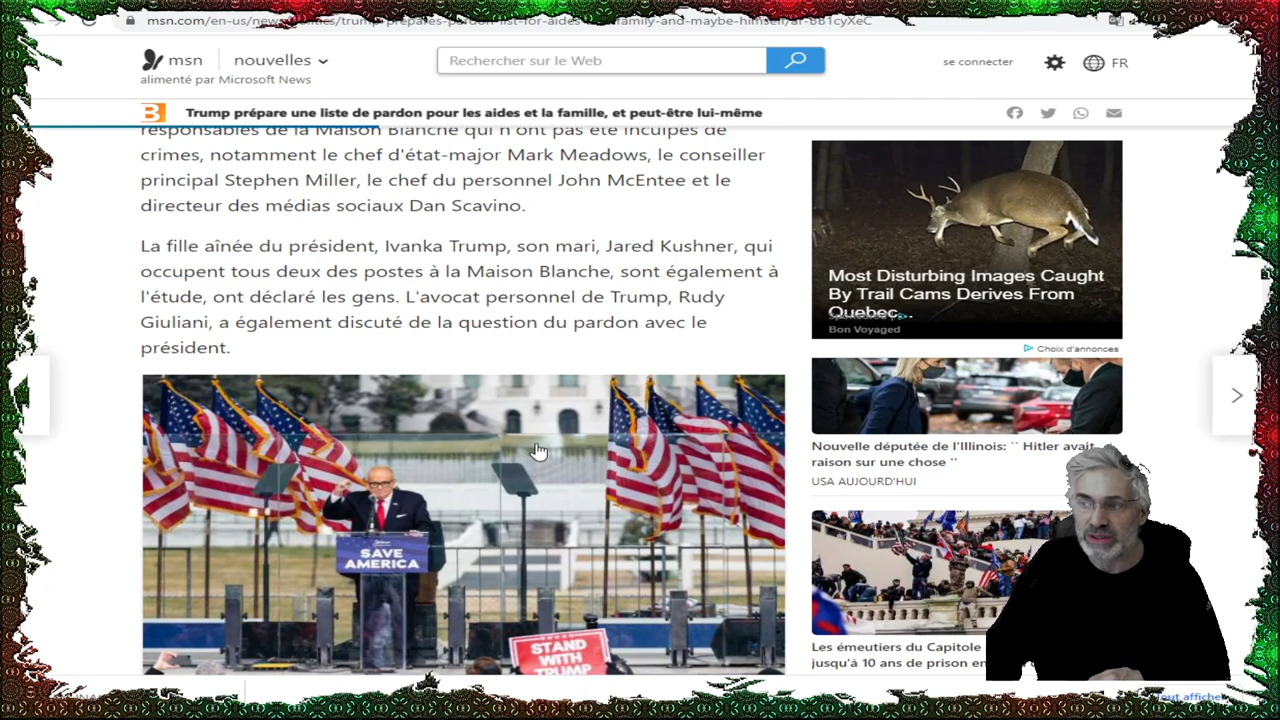 msn.com/en-us/news/politics/trump-prepares-pardon-list-for-aides-and-family-and-maybe-himself/ar-BB1cyXeC
msn
nouvelles
Rechercher sur le Web
se connecter
FR
alimenté par Microsoft News
B
Trump prépare une liste de pardon pour les aides et la famille, et peut-être lui-même
responsables de la Maison Blanche qui n'ont pas été inculpés de
crimes, notamment le chef d'état-major Mark Meadows, le conseiller
principal Stephen Miller, le chef du personnel John McEntee et le
directeur des médias sociaux Dan Scavino.
La fille aînée du président, Ivanka Trump, son mari, Jared Kushner, qui
occupent tous deux des postes à la Maison Blanche, sont également à
l'étude, ont déclaré les gens. L'avocat personnel de Trump, Rudy
Giuliani, a également discuté de la question du pardon avec le
président.
SAVE
AMERICA
STAND
WITH
TRUMP
Most Disturbing Images Caught
By Trail Cams Derives From
Quebec...
Bon Voyaged
Choix d'annonces
Nouvelle députée de l'Illinois: `` Hitler avait
raison sur une chose ''
USA AUJOURD'HUI
Les émeutiers du Capitole
jusqu'à 10 ans de prison en
Tout affiche